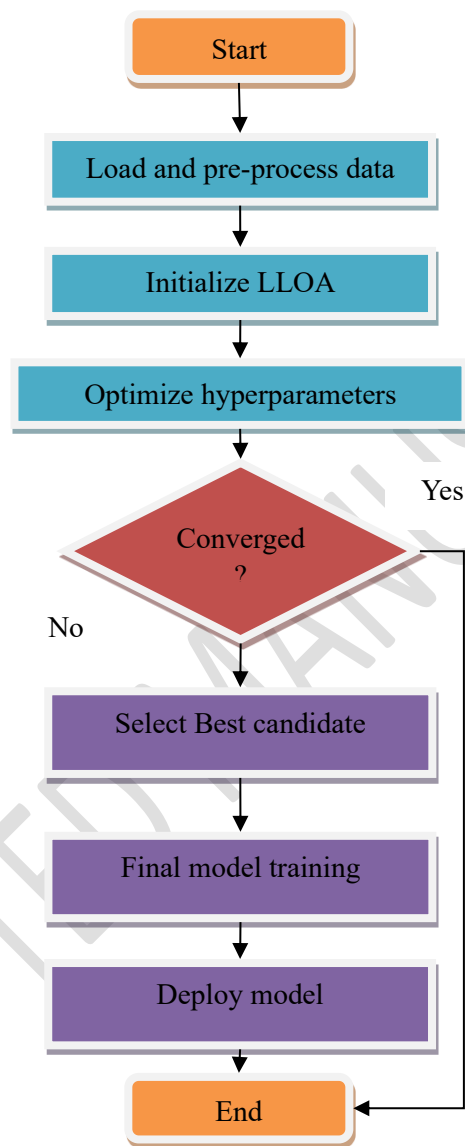 Start
Load and pre-process data
Initialize LLOA
Optimize hyperparameters
Yes
Converged
?
No
Select Best candidate
Final model training
Deploy model
End